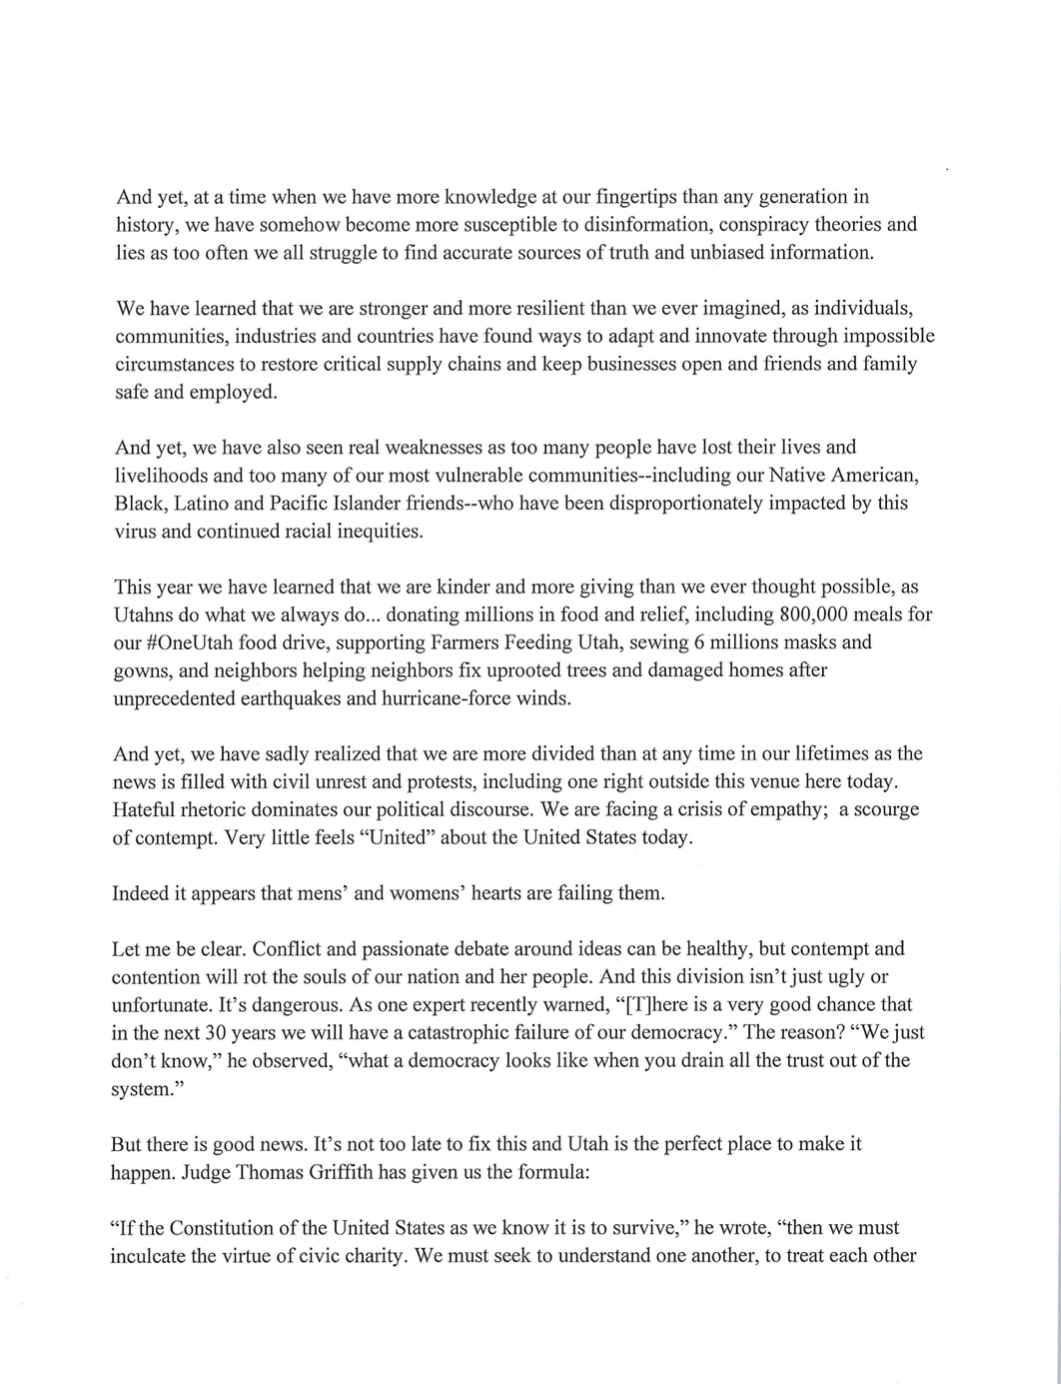 And yet, at a time when we have more knowledge at our fingertips than any generation in
history, we have somehow become more susceptible to disinformation, conspiracy theories and
lies as too often we all struggle to find accurate sources of truth and unbiased information.
We have learned that we are stronger and more resilient than we ever imagined, as individuals,
communities, industries and countries have found ways to adapt and innovate through impossible
circumstances to restore critical supply chains and keep businesses open and friends and family
safe and employed.
And yet, we have also seen real weaknesses as too many people have lost their lives and
livelihoods and too many of our most vulnerable communities--including our Native American,
Black, Latino and Pacific Islander friends--who have been disproportionately impacted by this
virus and continued racial inequities.
This year we have learned that we are kinder and more giving than we ever thought possible, as
Utahns do what we always do... donating millions in food and relief, including 800,000 meals for
our #OneUtah food drive, supporting Farmers Feeding Utah, sewing 6 millions masks and
gowns, and neighbors helping neighbors fix uprooted trees and damaged homes after
unprecedented earthquakes and hurricane-force winds.
And yet, we have sadly realized that we are more divided than at any time in our lifetimes as the
news is filled with civil unrest and protests, including one right outside this venue here today.
Hateful rhetoric dominates our political discourse. We are facing a crisis of empathy;  a scourge
of contempt. Very little feels “United” about the United States today.
Indeed it appears that mens’ and womens’ hearts are failing them.
Let me be clear. Conflict and passionate debate around ideas can be healthy, but contempt and
contention will rot the souls of our nation and her people. And this division isn’t just ugly or
unfortunate. It’s dangerous. As one expert recently warned, “[T]here is a very good chance that
in the next 30 years we will have a catastrophic failure of our democracy.” The reason? “We just
don’t know,” he observed, “what a democracy looks like when you drain all the trust out of the
system.”
But there is good news. It’s not too late to fix this and Utah is the perfect place to make it
happen. Judge Thomas Griffith has given us the formula:
“If the Constitution of the United States as we know it is to survive,” he wrote, “then we must
inculcate the virtue of civic charity. We must seek to understand one another, to treat each other